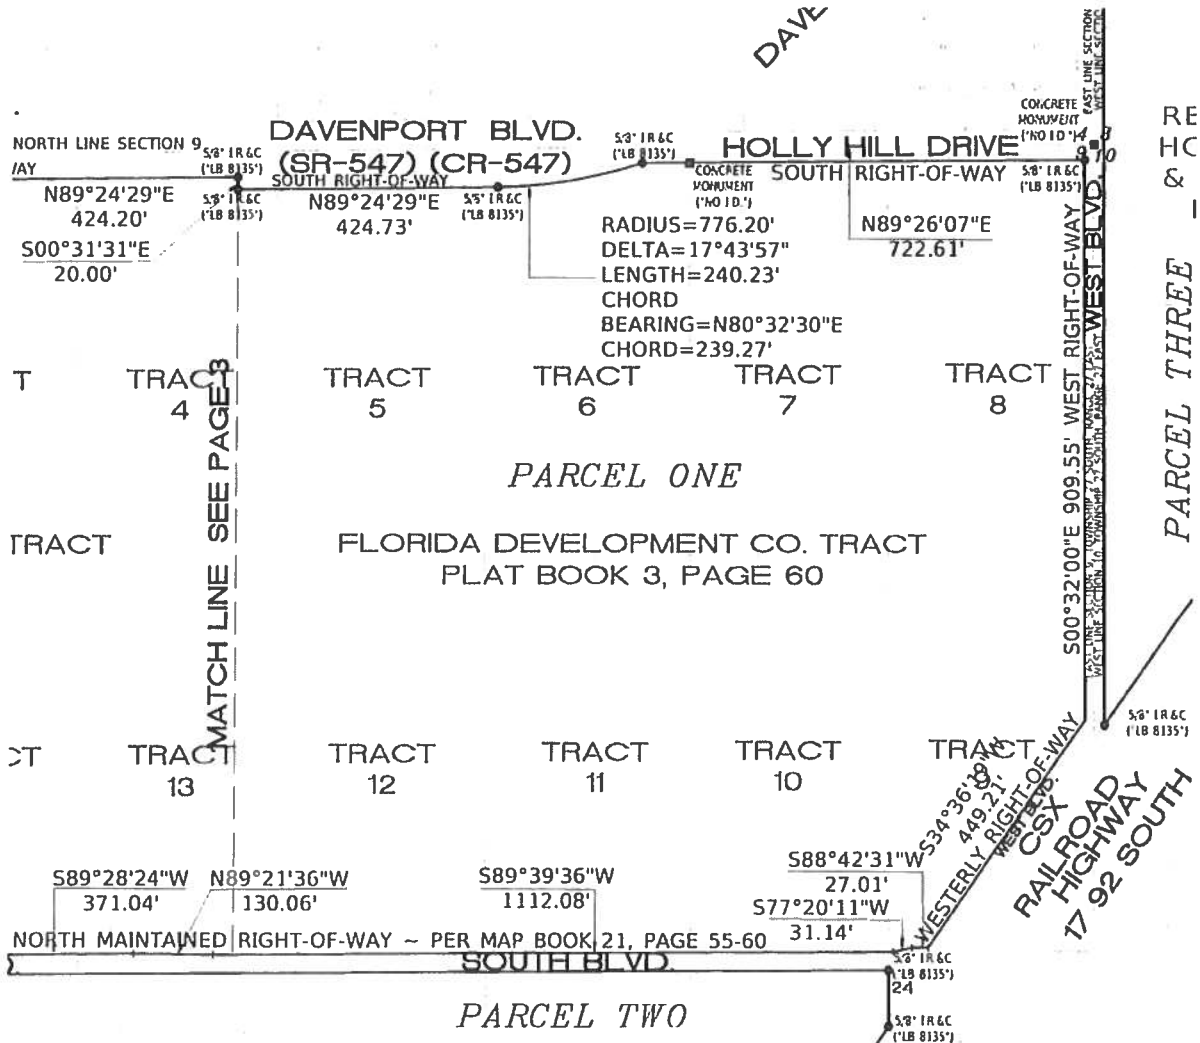 DAVE
NORTH LINE SECTION 9
/AY
N89°24'29"E
424.20'
S00°31'31"E
20.00'
5/8" IR&C
("LB 8135")
5/8" IR&C
("LB 8135")
DAVENPORT BLVD.
(SR-547) (CR-547)
SOUTH RIGHT-OF-WAY
N89°24'29"E
424.73'
5/8" IR&C
("LB 8135")
5/8" IR&C
("LB 8135")
CONCRETE
MONUMENT
("NO I.D.")
HOLLY HILL DRIVE
SOUTH RIGHT-OF-WAY
N89°26'07"E
722.61'
CONCRETE
MONUMENT
("NO I D ")
4 3
9 10
5/8" IR&C
("LB 8135")
EAST LINE SECTION
WEST LINE SECTIO
RADIUS=776.20'
DELTA=17°43'57"
LENGTH=240.23'
CHORD
BEARING=N80°32'30"E
CHORD=239.27'
RE
HO
&
PARCEL THREE
WEST BLVD.
S00°32'00"E 909.55' WEST RIGHT-OF-WAY
MATCH LINE SEE PAGE 3
T
TRACT
4
TRACT
5
TRACT
6
TRACT
7
TRACT
8
PARCEL ONE
TRACT
FLORIDA DEVELOPMENT CO. TRACT
PLAT BOOK 3, PAGE 60
CT
TRACT
13
TRACT
12
TRACT
11
TRACT
10
TRACT
9
5/8" IR&C
("LB 8135")
S34°36'19"W
449.21'
WESTERLY RIGHT-OF-WAY
WEST BLVD.
CSX
RAILROAD
HIGHWAY
17 92 SOUTH
S89°28'24"W
371.04'
N89°21'36"W
130.06'
S89°39'36"W
1112.08'
S88°42'31"W
27.01'
S77°20'11"W
31.14'
NORTH MAINTAINED RIGHT-OF-WAY ~ PER MAP BOOK 21, PAGE 55-60
SOUTH BLVD.
5/8" IR&C
("LB 8135")
24
PARCEL TWO
5/8" IR&C
("LB 8135")